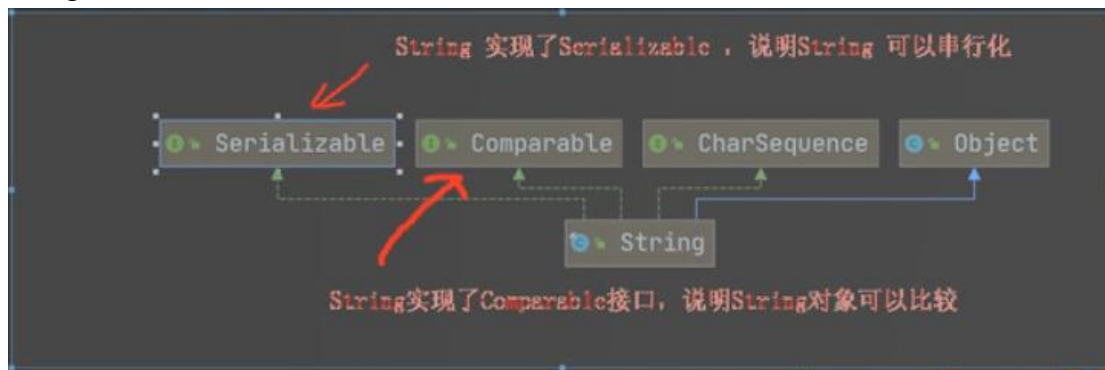 String 实现了Serializable ，说明String 可以串行化
Serializable
Comparable
CharSequence
Object
String
String实现了Comparable接口，说明String对象可以比较